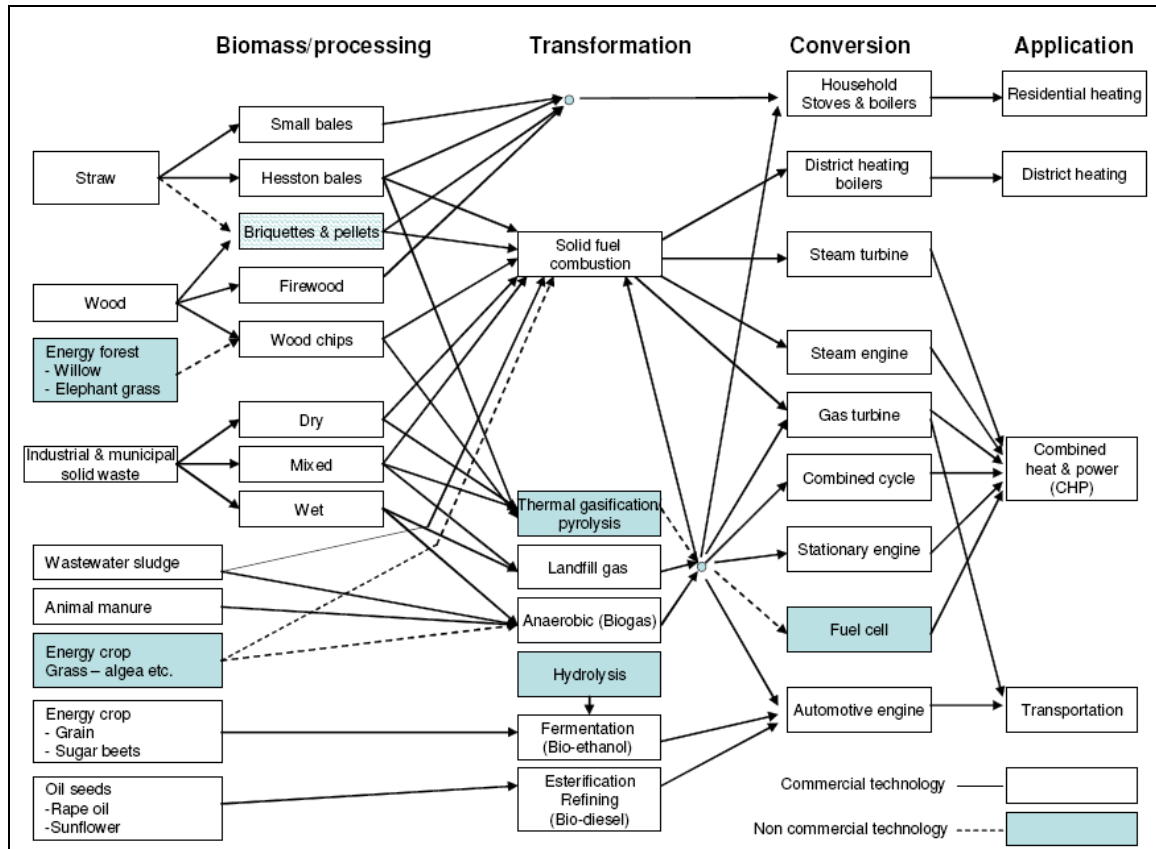 Biomass/processing
Transformation
Conversion
Application
Straw
Wood
Energy forest
- Willow
- Elephant grass
Industrial & municipal
solid waste
Wastewater sludge
Animal manure
Energy crop
Grass – algea etc.
Energy crop
- Grain
- Sugar beets
Oil seeds
-Rape oil
-Sunflower
Small bales
Hesston bales
Briquettes & pellets
Firewood
Wood chips
Dry
Mixed
Wet
Solid fuel
combustion
Thermal gasification/
pyrolysis
Landfill gas
Anaerobic (Biogas)
Hydrolysis
Fermentation
(Bio-ethanol)
Esterification
Refining
(Bio-diesel)
Household
Stoves & boilers
District heating
boilers
Steam turbine
Steam engine
Gas turbine
Combined cycle
Stationary engine
Fuel cell
Automotive engine
Residential heating
District heating
Combined
heat & power
(CHP)
Transportation
Commercial technology
Non commercial technology